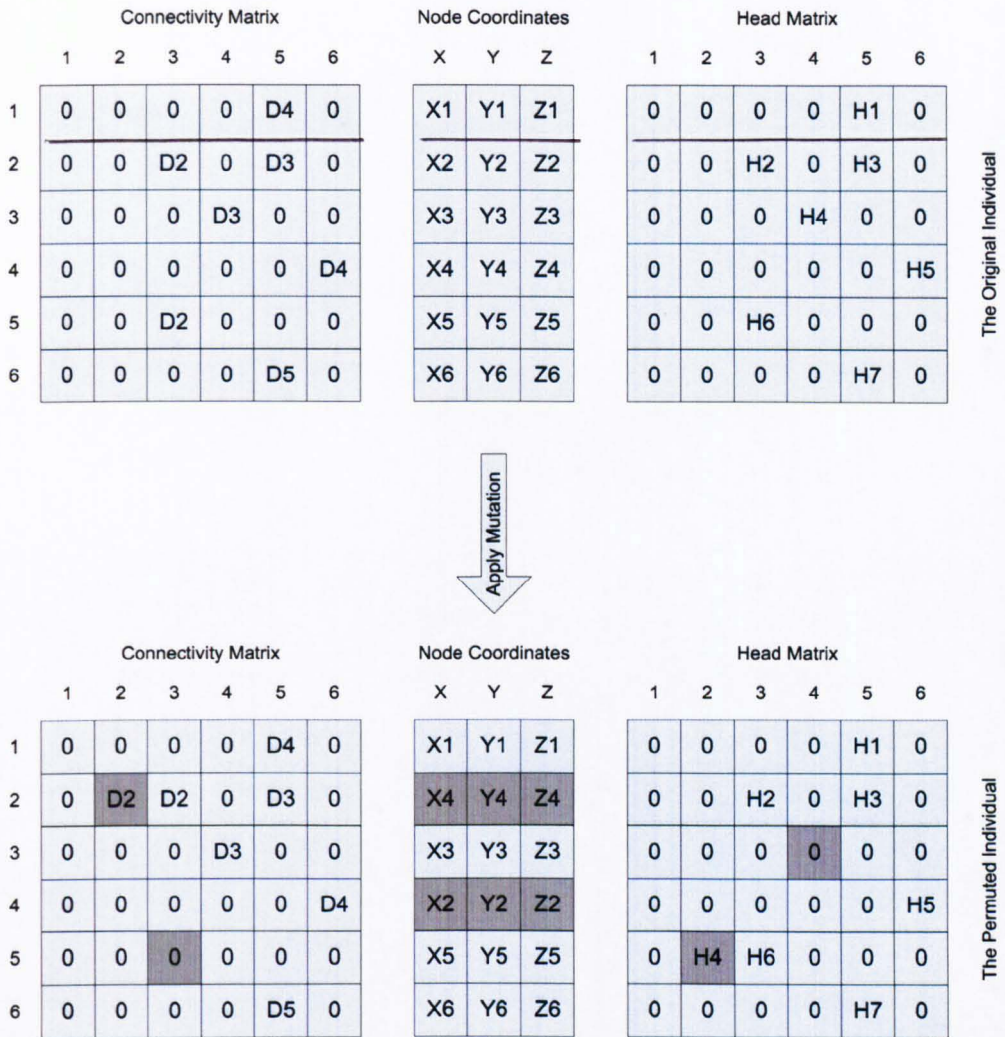 Connectivity Matrix Node Coordinates Head Matrix
1 2 3 4 5 6 X Y Z 1 2 3 4 5 6
1 0 0 0 0 D4 0 X1 Y1 Z1 0 0 0 0 H1 0
2 0 0 D2 0 D3 0 X2 Y2 Z2 0 0 H2 0 H3 0
3 0 0 0 D3 0 0 X3 Y3 Z3 0 0 0 H4 0 0
4 0 0 0 0 0 D4 X4 Y4 Z4 0 0 0 0 0 H5
5 0 0 D2 0 0 0 X5 Y5 Z5 0 0 H6 0 0 0
6 0 0 0 0 D5 0 X6 Y6 Z6 0 0 0 0 H7 0
The Original Individual
Apply Mutation
Connectivity Matrix Node Coordinates Head Matrix
1 2 3 4 5 6 X Y Z 1 2 3 4 5 6
1 0 0 0 0 D4 0 X1 Y1 Z1 0 0 0 0 H1 0
2 0 D2 D2 0 D3 0 X4 Y4 Z4 0 0 H2 0 H3 0
3 0 0 0 D3 0 0 X3 Y3 Z3 0 0 0 0 0 0
4 0 0 0 0 0 D4 X2 Y2 Z2 0 0 0 0 0 H5
5 0 0 0 0 0 0 X5 Y5 Z5 0 H4 H6 0 0 0
6 0 0 0 0 D5 0 X6 Y6 Z6 0 0 0 0 H7 0
The Permuted Individual